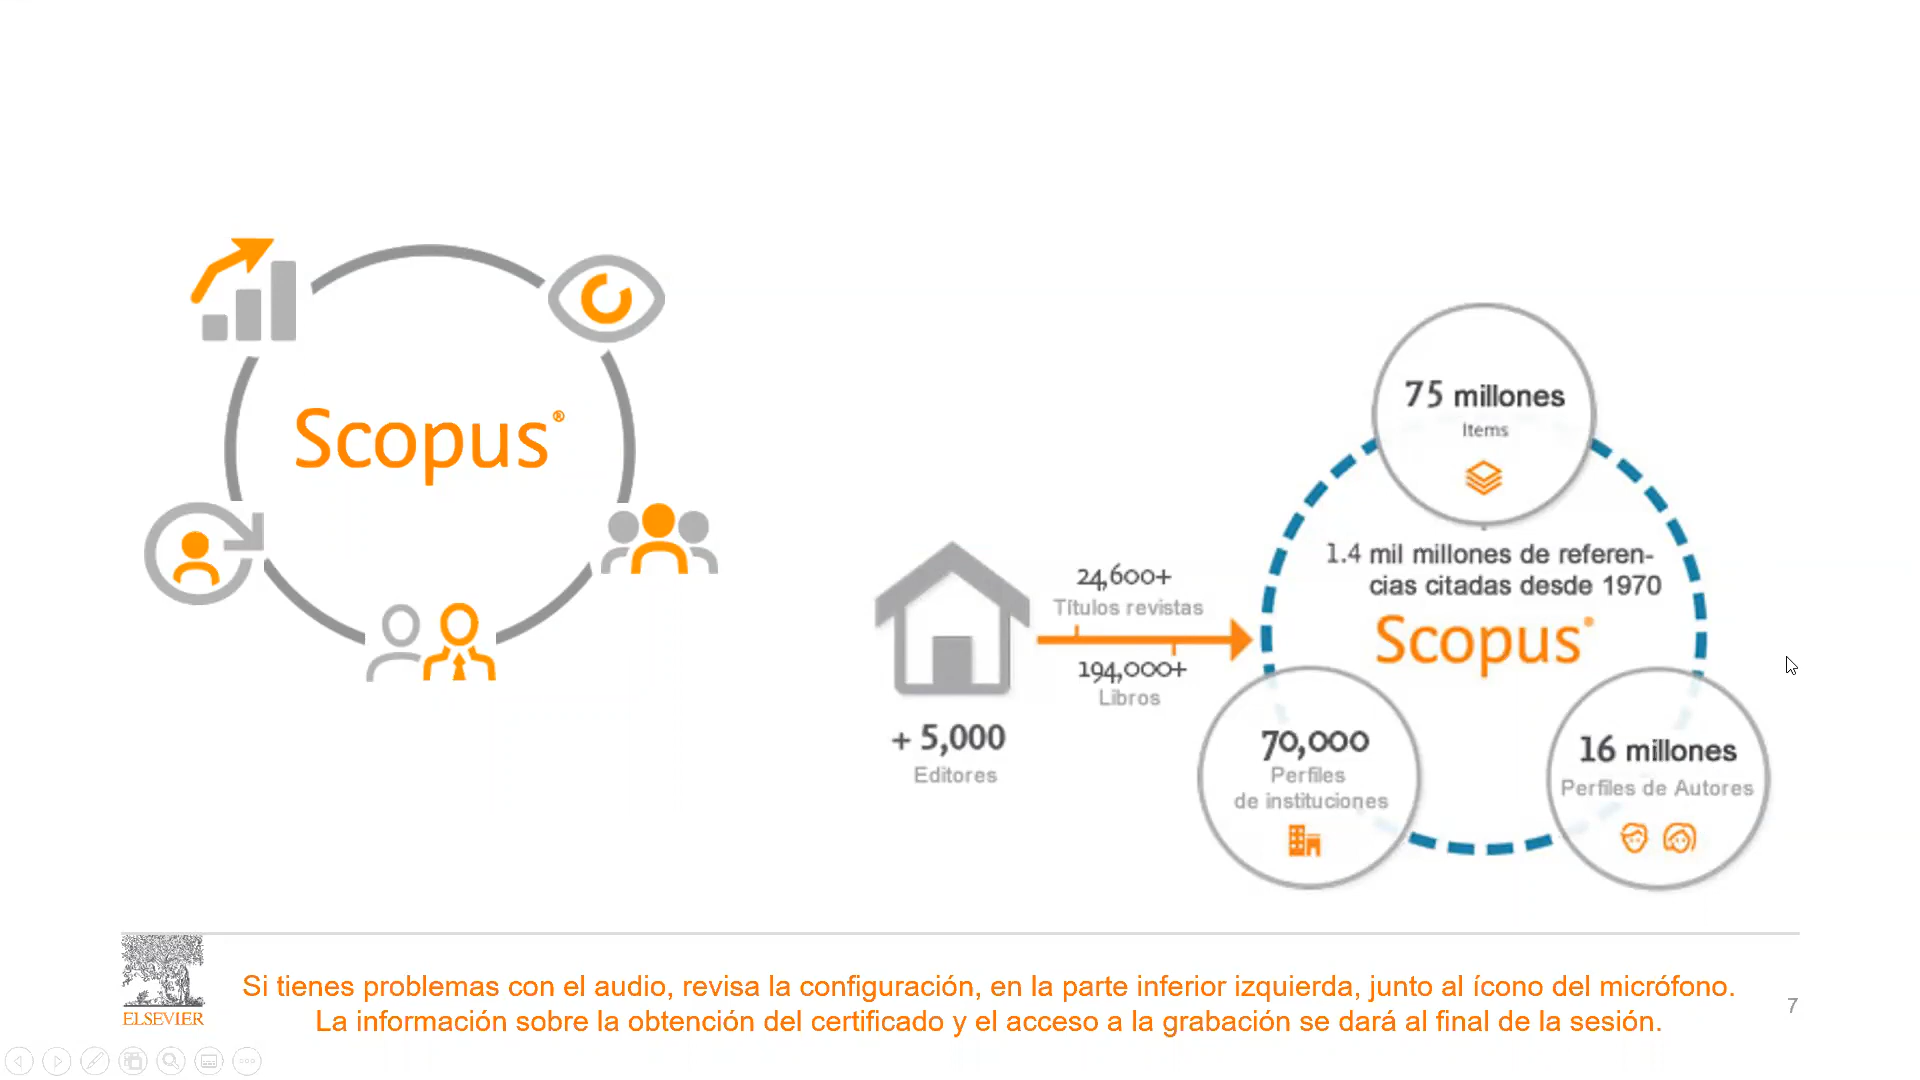 Scopus®
75 millones
Items
1.4 mil millones de referen-
cias citadas desde 1970
Scopus®
24,600+
Títulos revistas
194,000+
Libros
+ 5,000
Editores
70,000
Perfiles
de instituciones
16 millones
Perfiles de Autores
ELSEVIER
Si tienes problemas con el audio, revisa la configuración, en la parte inferior izquierda, junto al ícono del micrófono.
La información sobre la obtención del certificado y el acceso a la grabación se dará al final de la sesión.
7